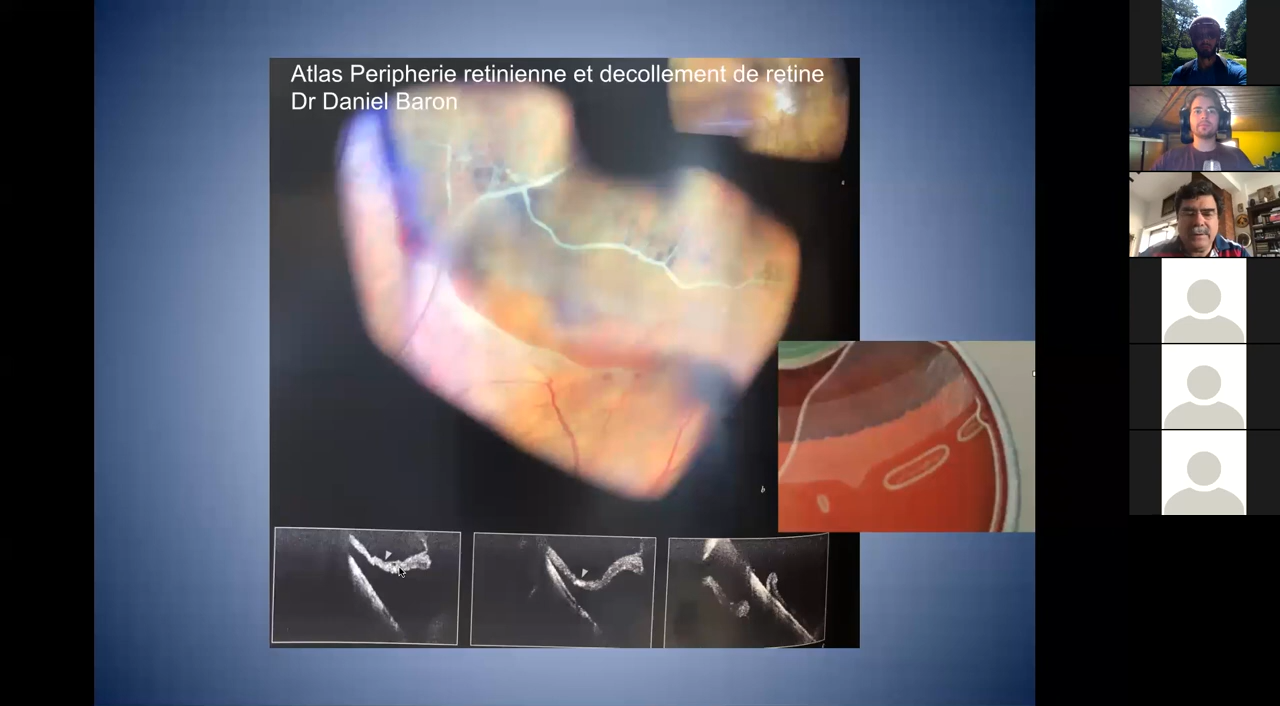 Atlas Peripherie retinienne et decollement de retine
Dr Daniel Baron
a
b